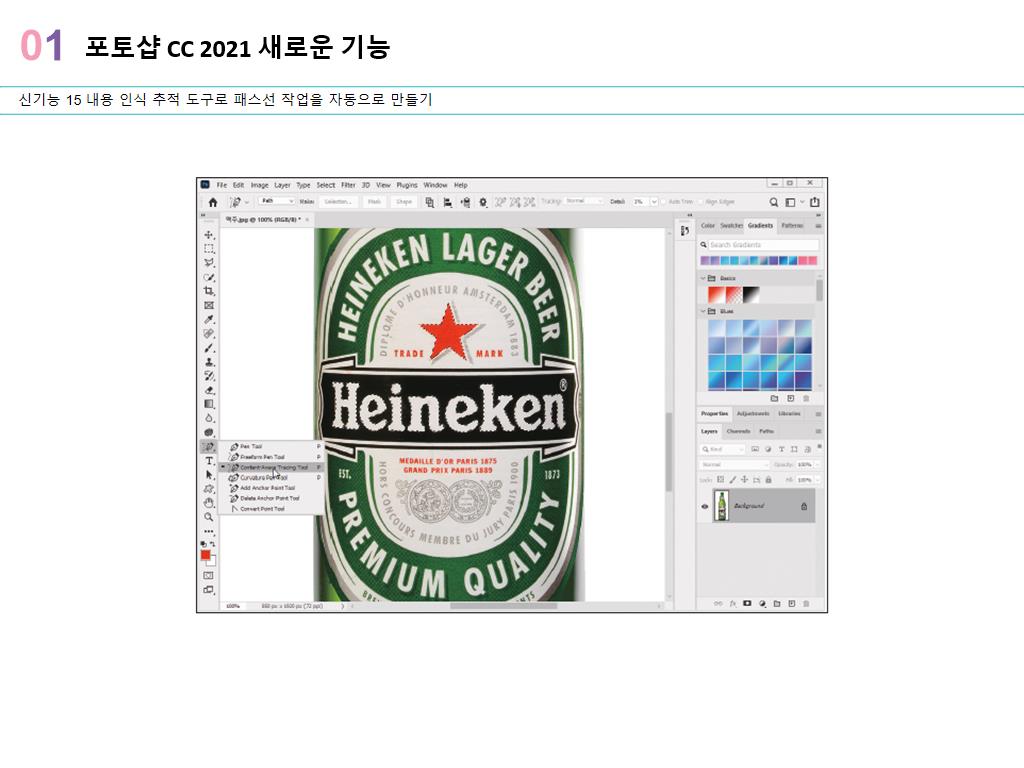 01 포토샵 CC 2021 새로운 기능
신기능 15 내용 인식 추적 도구로 패스선 작업을 자동으로 만들기
File Edit Image Layer Type Select Filter 3D View Plugins Window Help
Path Make: Selection... Mask Shape Tracing: Normal Detail: 1% Auto Trim Align Edges
맥주.jpg @ 100% (RGB/8) *
Color Swatches Gradients Patterns
Search Gradients
Basics
Blues
HEINEKEN LAGER BEER
DIPLOME D'HONNEUR AMSTERDAM 1883
TRADE MARK
Heineken®
MEDAILLE D'OR PARIS 1875
GRAND PRIX PARIS 1889
EST. 1873
HORS CONCOURS MEMBRE DU JURY PARIS 1900
PREMIUM QUALITY
Pen Tool P
Freeform Pen Tool P
Content-Aware Tracing Tool P
Curvature Pen Tool P
Add Anchor Point Tool
Delete Anchor Point Tool
Convert Point Tool
Properties Adjustments Libraries
Layers Channels Paths
Kind
Normal Opacity: 100%
Lock: Fill: 100%
Background
100%